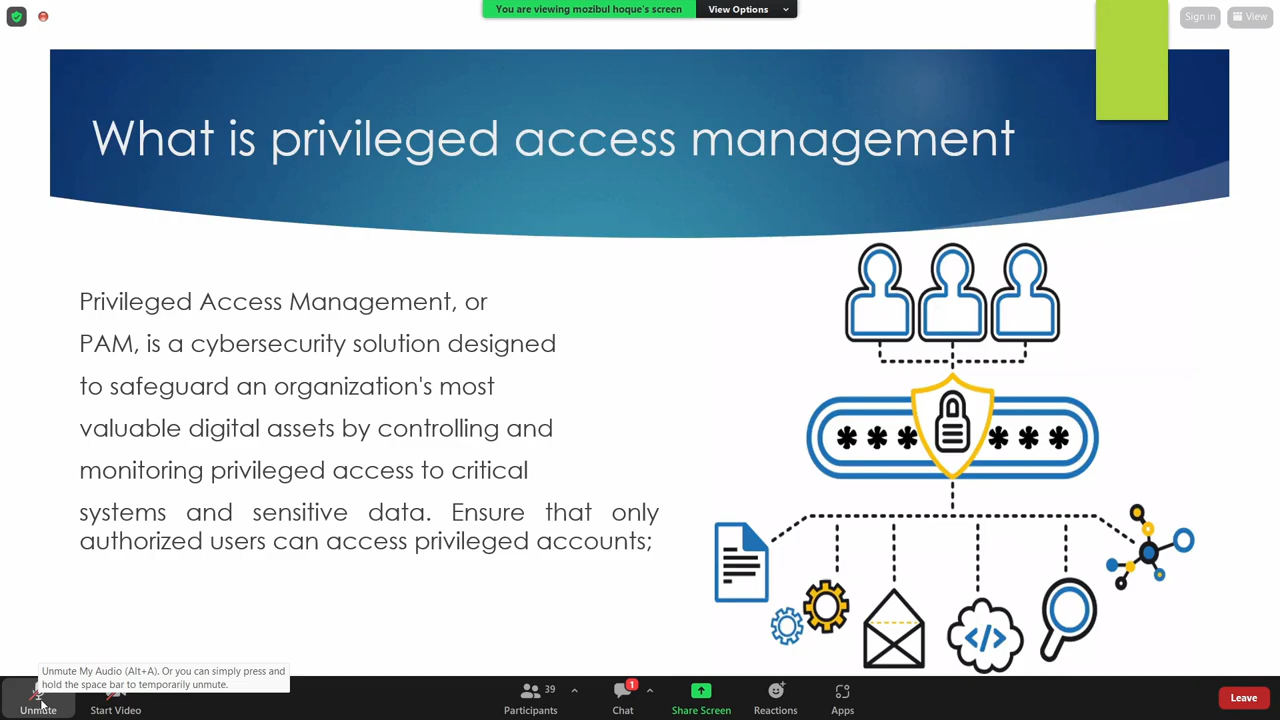 You are viewing mozibul hoque's screen
View Options
Sign in
View
What is privileged access management
Privileged Access Management, or
PAM, is a cybersecurity solution designed
to safeguard an organization's most
valuable digital assets by controlling and
monitoring privileged access to critical
systems and sensitive data. Ensure that only
authorized users can access privileged accounts;
* * * * * *
</>
Unmute My Audio (Alt+A). Or you can simply press and
hold the space bar to temporarily unmute.
Unmute
Start Video
39
Participants
1
Chat
Share Screen
Reactions
Apps
Leave